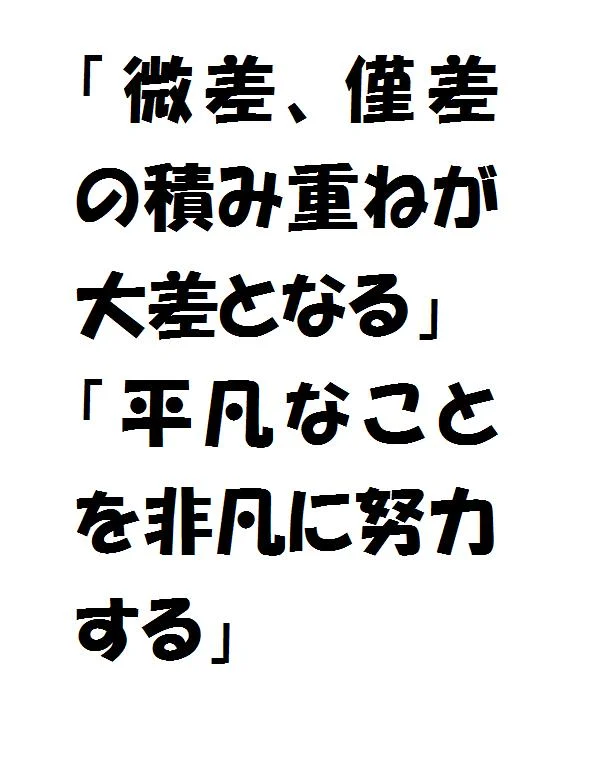 「微差、僅差
の積み重ねが
大差となる」
「平凡なこと
を非凡に努力
する」